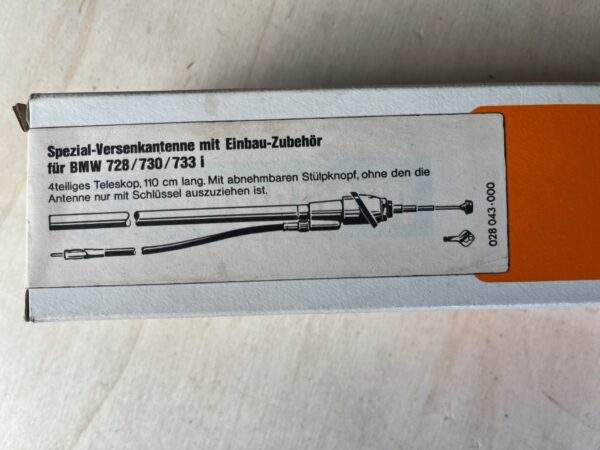 Spezial-Versenkantenne mit Einbau-Zubehör
für BMW 728/730/733 i
4teiliges Teleskop, 110 cm lang. Mit abnehmbaren Stülpknopf, ohne den die
Antenne nur mit Schlüssel auszuziehen ist.
028 043-000